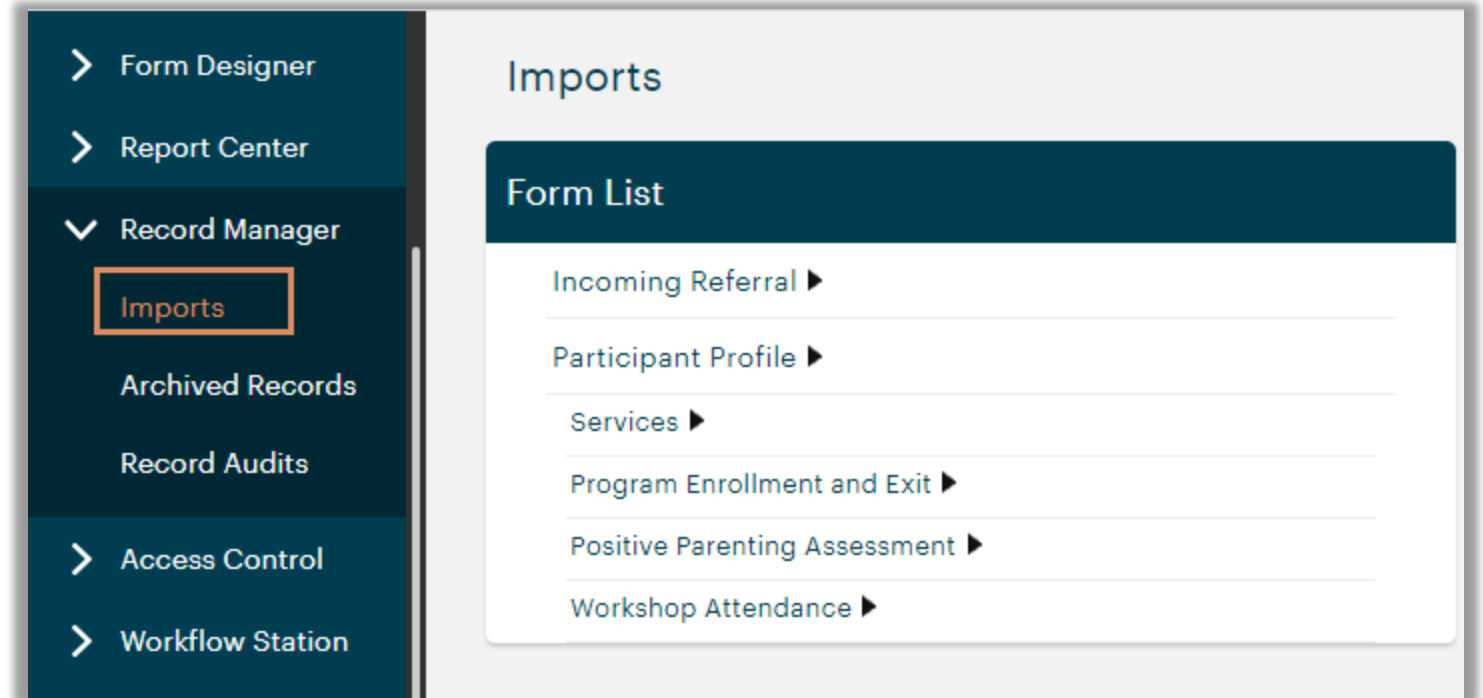 Form Designer
Report Center
Record Manager
Imports
Archived Records
Record Audits
Access Control
Workflow Station
Imports
Form List
Incoming Referral
Participant Profile
Services
Program Enrollment and Exit
Positive Parenting Assessment
Workshop Attendance